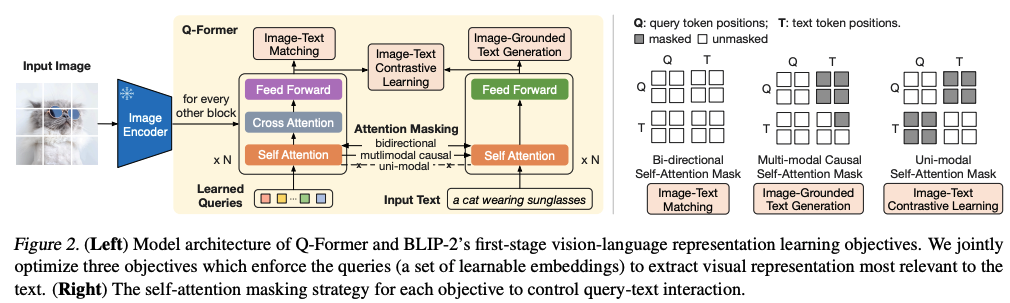 Q-Former
Image-Text
Matching
Image-Text
Contrastive
Learning
Image-Grounded
Text Generation
Input Image
Image
Encoder
for every
other block
Feed Forward
Cross Attention
Self Attention
x N
Attention Masking
bidirectional
mutlimodal causal
uni-modal
Feed Forward
Self Attention
x N
Learned
Queries
...
Input Text
a cat wearing sunglasses
Q: query token positions; T: text token positions.
masked unmasked
Q T
Q
T
Bi-directional
Self-Attention Mask
Image-Text
Matching
Q T
Q
T
Multi-modal Causal
Self-Attention Mask
Image-Grounded
Text Generation
Q T
Q
T
Uni-modal
Self-Attention Mask
Image-Text
Contrastive Learning
Figure 2. (Left) Model architecture of Q-Former and BLIP-2's first-stage vision-language representation learning objectives. We jointly
optimize three objectives which enforce the queries (a set of learnable embeddings) to extract visual representation most relevant to the
text. (Right) The self-attention masking strategy for each objective to control query-text interaction.